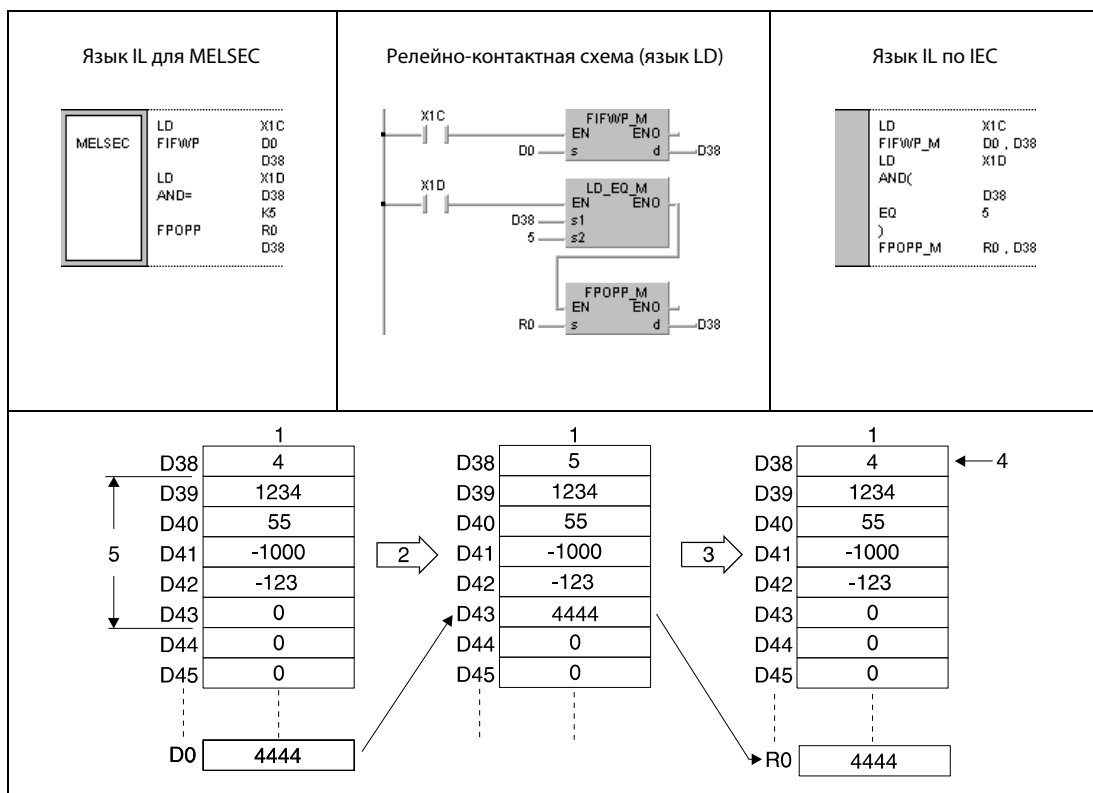 Язык IL для MELSEC
MELSEC
LD X1C
FIFWP D0
D38
LD X1D
AND= D38
K5
FPOPP R0
D38
Релейно-контактная схема (язык LD)
X1C
FIFWP_M
EN ENO
D0 s d D38
X1D
LD_EQ_M
EN ENO
D38 s1
5 s2
FPOPP_M
EN ENO
R0 s d D38
Язык IL по IEC
LD X1C
FIFWP_M D0 , D38
LD X1D
AND(
D38
EQ 5
)
FPOPP_M R0 , D38
1
D38 4
D39 1234
D40 55
5 D41 -1000
D42 -123
D43 0
D44 0
D45 0
D0 4444
2
1
D38 5
D39 1234
D40 55
D41 -1000
D42 -123
D43 4444
D44 0
D45 0
3
1
D38 4 4
D39 1234
D40 55
D41 -1000
D42 -123
D43 0
D44 0
D45 0
R0 4444